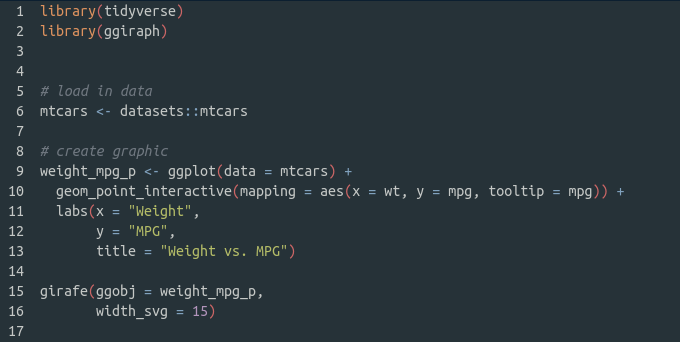 1 library(tidyverse)
2 library(ggiraph)
3
4
5 # load in data
6 mtcars <- datasets::mtcars
7
8 # create graphic
9 weight_mpg_p <- ggplot(data = mtcars) +
10   geom_point_interactive(mapping = aes(x = wt, y = mpg, tooltip = mpg)) +
11   labs(x = "Weight",
12        y = "MPG",
13        title = "Weight vs. MPG")
14
15 girafe(ggobj = weight_mpg_p,
16        width_svg = 15)
17